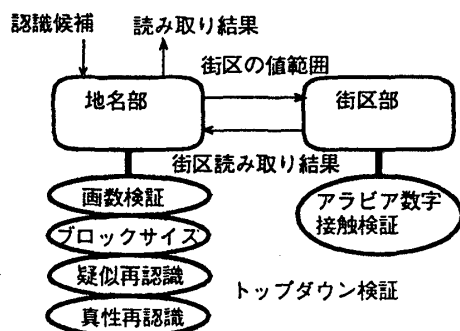 認識候補
読み取り結果
街区の値範囲
地名部
街区部
街区読み取り結果
画数検証
ブロックサイズ
疑似再認識
真性再認識
アラビア数字
接触検証
トップダウン検証